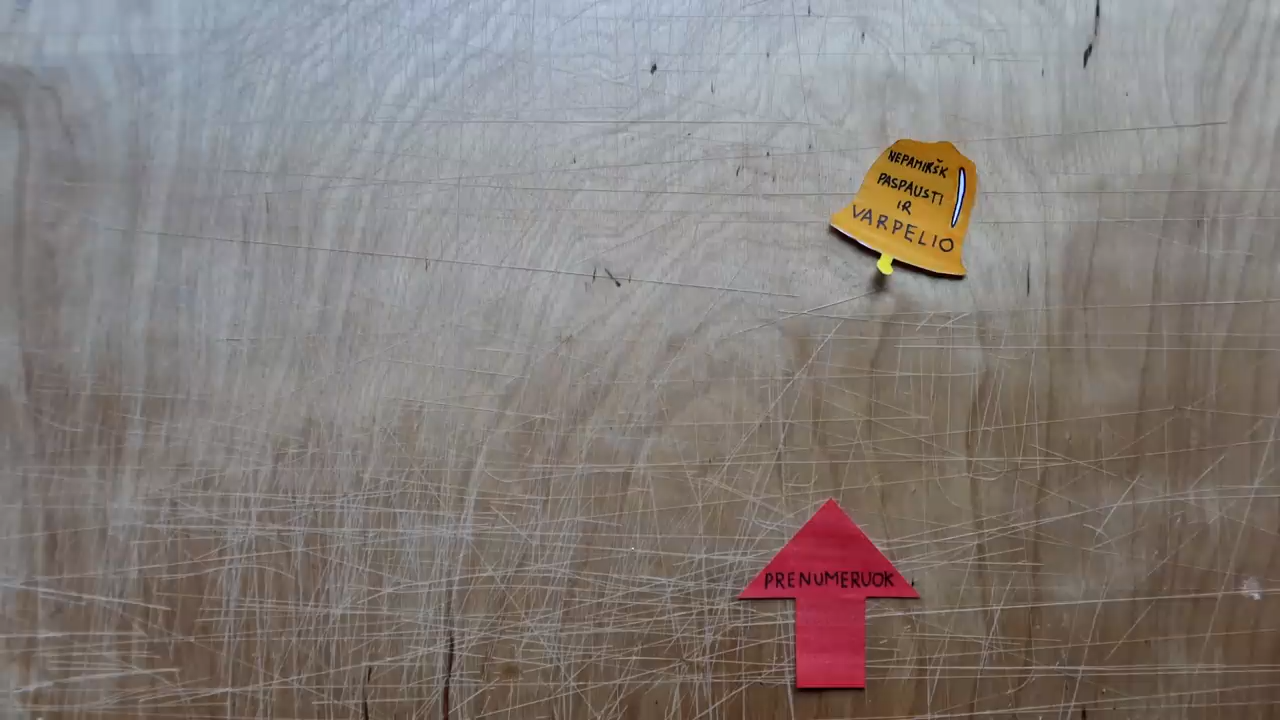 NEPAMIRŠK
PASPAUSTI
IR
VARPELIO
PRENUMERUOK